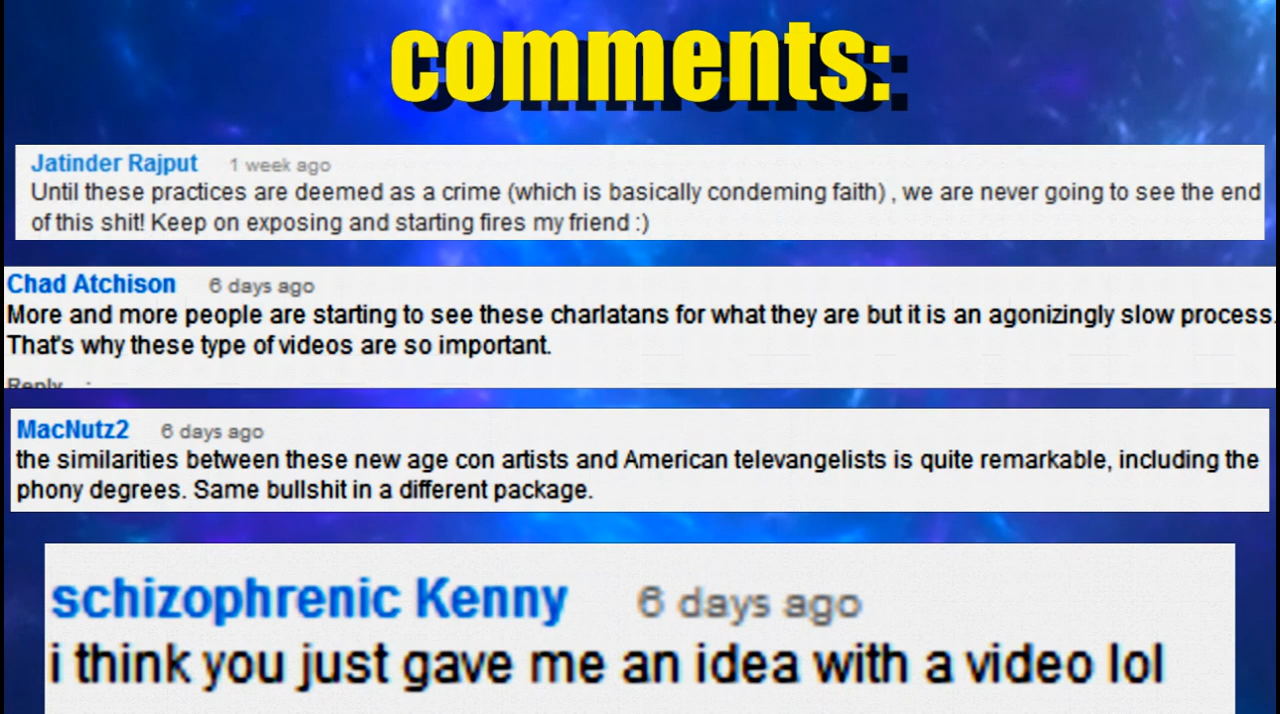 comments:
Jatinder Rajput 1 week ago
Until these practices are deemed as a crime (which is basically condeming faith) , we are never going to see the end
of this shit! Keep on exposing and starting fires my friend :)
Chad Atchison 6 days ago
More and more people are starting to see these charlatans for what they are but it is an agonizingly slow process.
That's why these type of videos are so important.
Reply
MacNutz2 6 days ago
the similarities between these new age con artists and American televangelists is quite remarkable, including the
phony degrees. Same bullshit in a different package.
schizophrenic Kenny 6 days ago
i think you just gave me an idea with a video lol